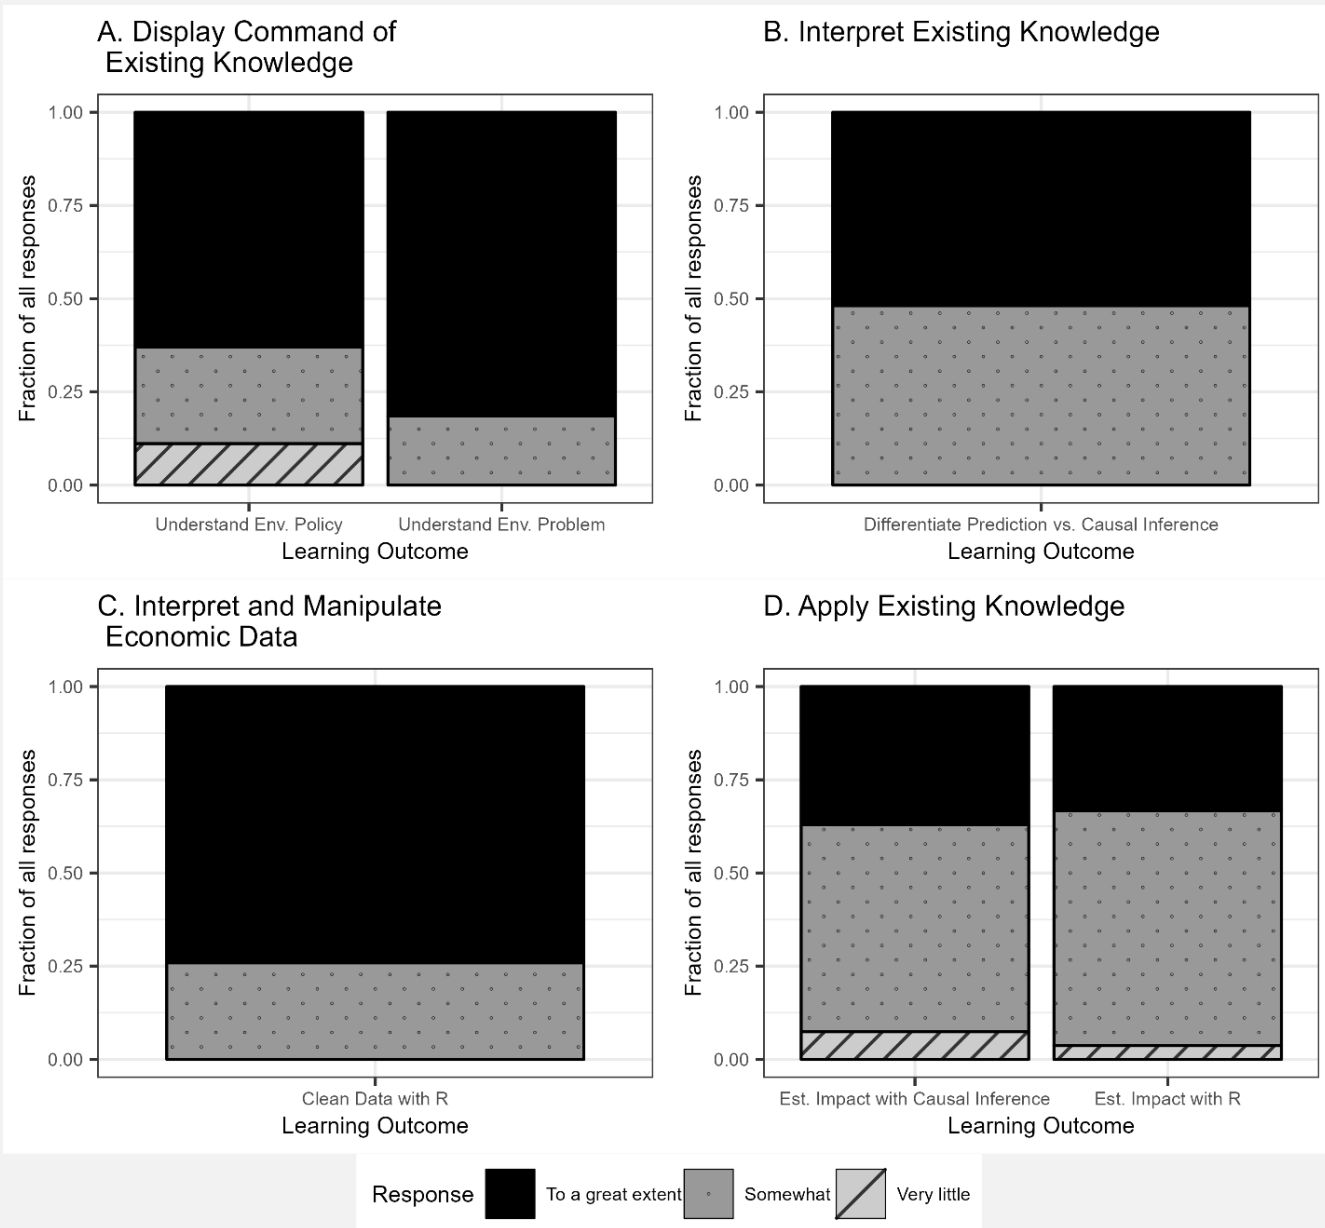 A. Display Command of
Existing Knowledge
1.00
0.75
0.50
0.25
0.00
Fraction of all responses
Understand Env. Policy
Understand Env. Problem
Learning Outcome
B. Interpret Existing Knowledge
1.00
0.75
0.50
0.25
0.00
Fraction of all responses
Differentiate Prediction vs. Causal Inference
Learning Outcome
C. Interpret and Manipulate
Economic Data
1.00
0.75
0.50
0.25
0.00
Fraction of all responses
Clean Data with R
Learning Outcome
D. Apply Existing Knowledge
1.00
0.75
0.50
0.25
0.00
Fraction of all responses
Est. Impact with Causal Inference
Est. Impact with R
Learning Outcome
Response To a great extent Somewhat Very little